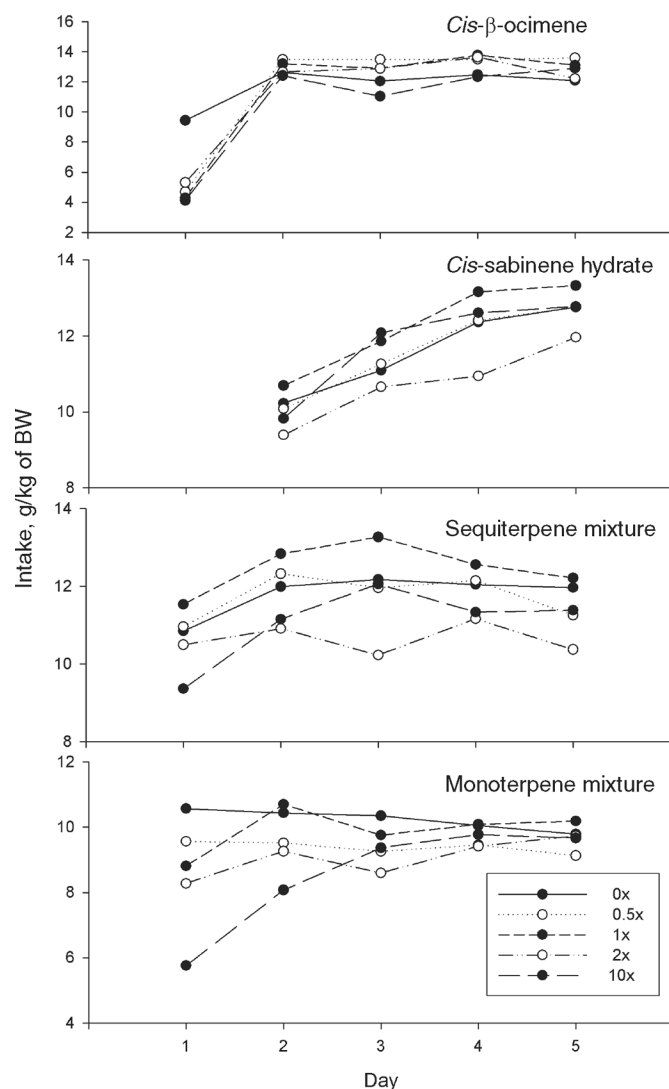 Cis-β-ocimene
16
14
12
10
8
6
4
2
Cis-sabinene hydrate
14
12
10
8
Intake, g/kg of BW
Sequiterpene mixture
14
12
10
8
Monoterpene mixture
12
10
8
6
4
0x
0.5x
1x
2x
10x
1 2 3 4 5
Day